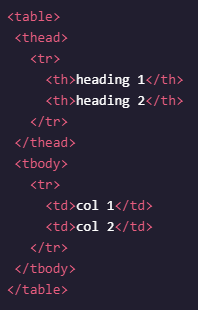 <table>
 <thead>
   <tr>
     <th>heading 1</th>
     <th>heading 2</th>
   </tr>
 </thead>
 <tbody>
   <tr>
     <td>col 1</td>
     <td>col 2</td>
   </tr>
 </tbody>
</table>